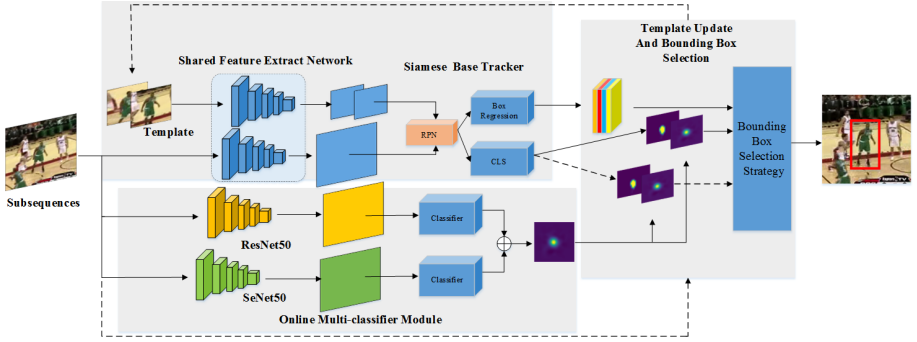 Template Update
And Bounding Box
Selection
Shared Feature Extract Network
Siamese Base Tracker
Template
Box
Regression
RPN
CLS
Bounding
Box
Selection
Strategy
Subsequences
ResNet50
Classifier
SeNet50
Classifier
Online Multi-classifier Module